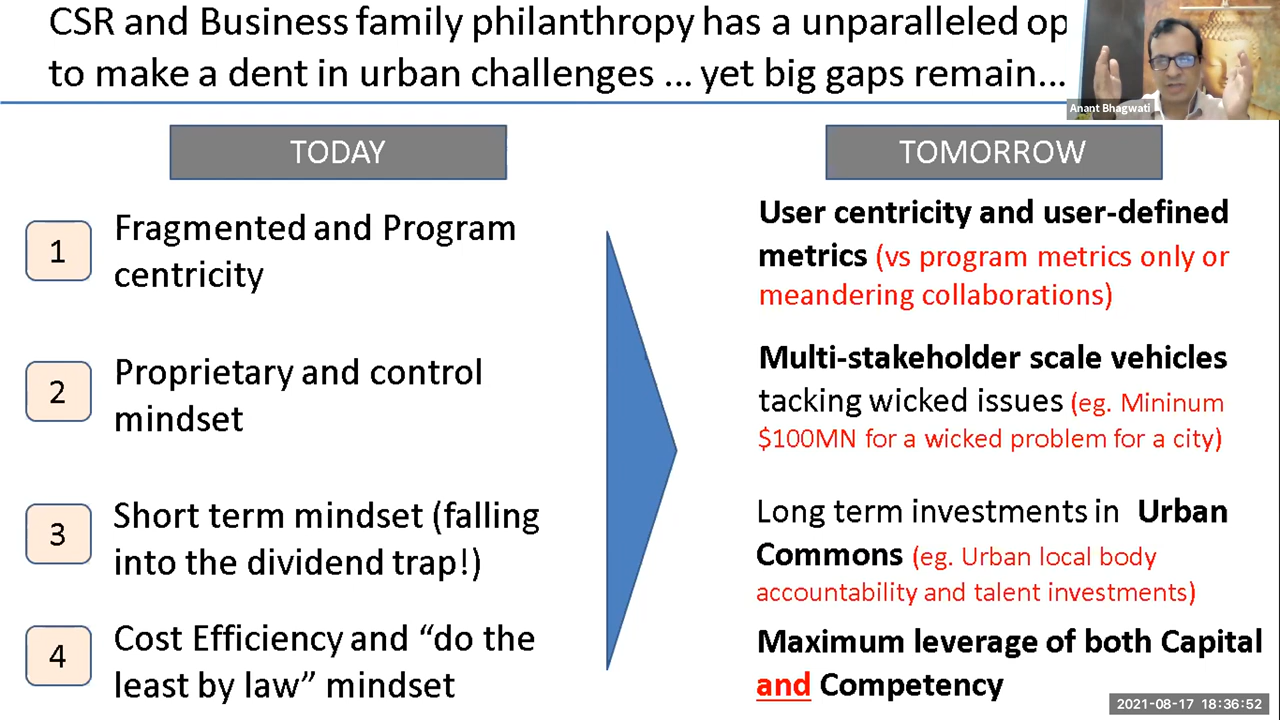 CSR and Business family philanthropy has a unparalleled op
to make a dent in urban challenges ... yet big gaps remain...
Anant Bhagwati
TODAY
TOMORROW
1
Fragmented and Program
centricity
User centricity and user-defined
metrics (vs program metrics only or
meandering collaborations)
2
Proprietary and control
mindset
Multi-stakeholder scale vehicles
tacking wicked issues (eg. Mininum
$100MN for a wicked problem for a city)
3
Short term mindset (falling
into the dividend trap!)
Long term investments in Urban
Commons (eg. Urban local body
accountability and talent investments)
4
Cost Efficiency and “do the
least by law” mindset
Maximum leverage of both Capital
and Competency
2021-08-17 18:36:52